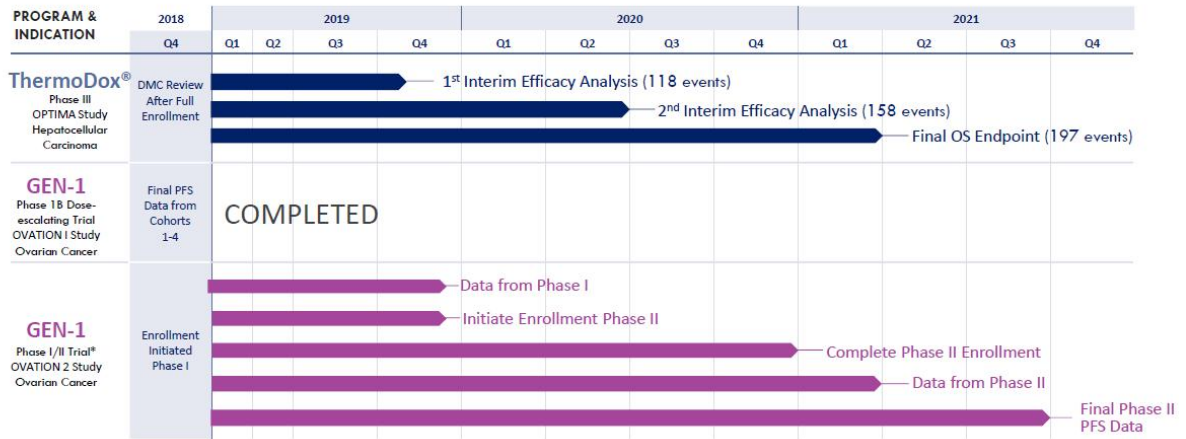 PROGRAM &
INDICATION
2018
2019
2020
2021
Q4
Q1
Q2
Q3
Q4
Q1
Q2
Q3
Q4
Q1
Q2
Q3
Q4
ThermoDox®
Phase III
OPTIMA Study
Hepatocellular
Carcinoma
DMC Review
After Full
Enrollment
1st Interim Efficacy Analysis (118 events)
2nd Interim Efficacy Analysis (158 events)
Final OS Endpoint (197 events)
GEN-1
Phase 1B Dose-
escalating Trial
OVATION I Study
Ovarian Cancer
Final PFS
Data from
Cohorts
1-4
COMPLETED
GEN-1
Phase I/II Trial*
OVATION 2 Study
Ovarian Cancer
Enrollment
Initiated
Phase I
Data from Phase I
Initiate Enrollment Phase II
Complete Phase II Enrollment
Data from Phase II
Final Phase II
PFS Data